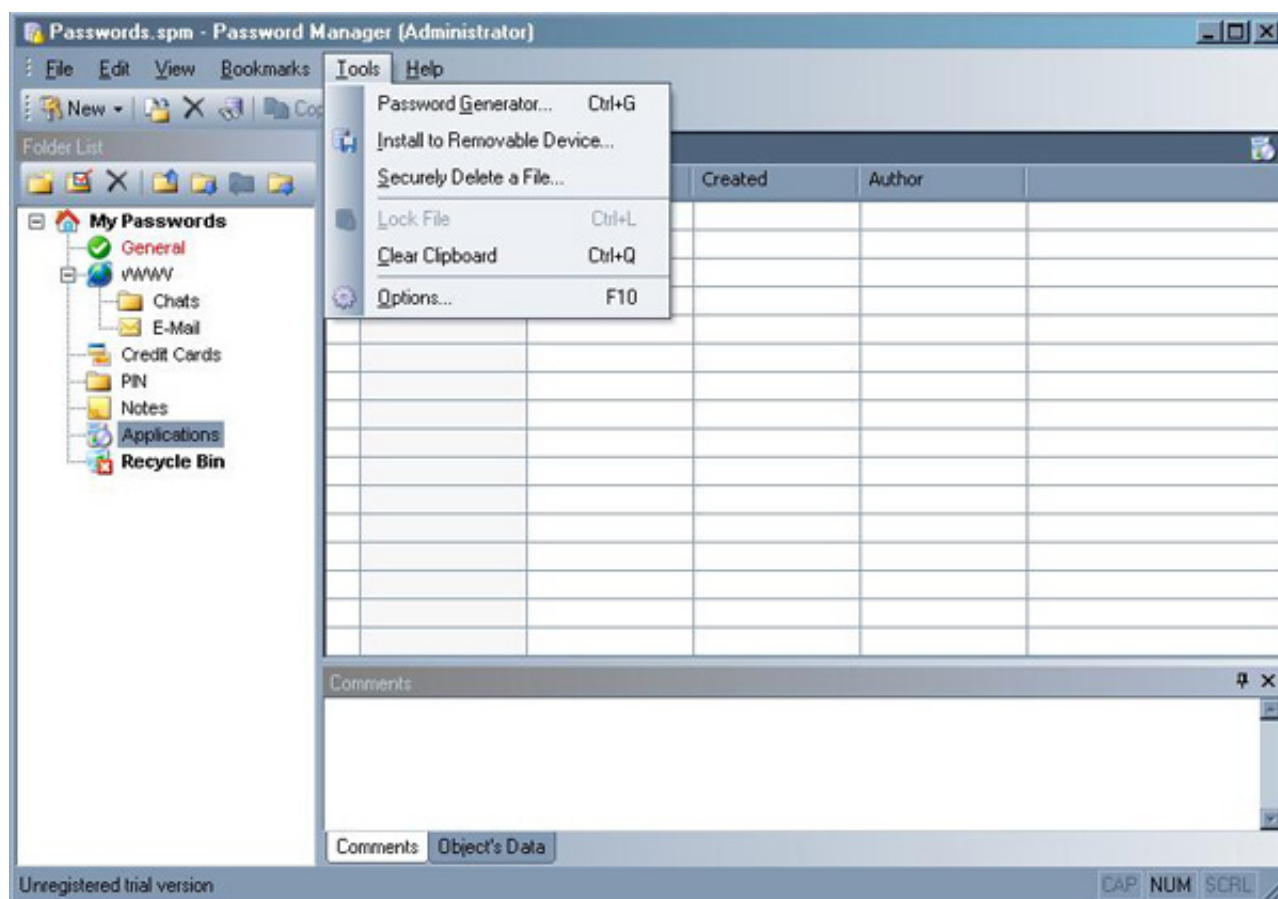 Passwords.spm - Password Manager (Administrator)
File Edit View Bookmarks Tools Help
New
Password Generator... Ctrl+G
Install to Removable Device...
Securely Delete a File...
Lock File Ctrl+L
Clear Clipboard Ctrl+Q
Options... F10
Folder List
Created Author
My Passwords
General
WWW
Chats
E-Mail
Credit Cards
PIN
Notes
Applications
Recycle Bin
Comments
Comments Object's Data
Unregistered trial version
CAP NUM SCRL